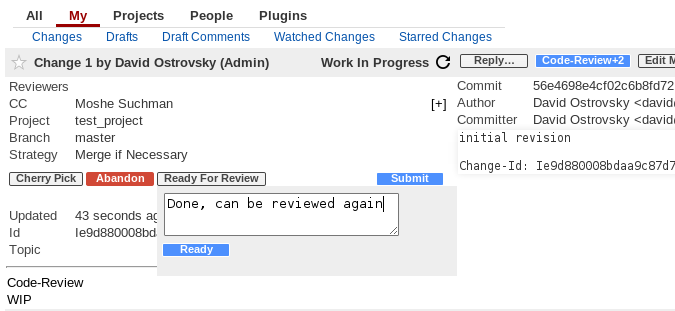 All My Projects People Plugins
Changes Drafts Draft Comments Watched Changes Starred Changes
Change 1 by David Ostrovsky (Admin) Work In Progress Reply... Code-Review+2 Edit M
Reviewers
CC Moshe Suchman [+]
Project test_project
Branch master
Strategy Merge if Necessary
Cherry Pick Abandon Ready For Review Submit
Updated 43 seconds ag
Id Ie9d880008bd
Topic
Done, can be reviewed again
Ready
Code-Review
WIP
Commit 56e4698e4cf02c6b8fd72
Author David Ostrovsky <david
Committer David Ostrovsky <david
initial revision
Change-Id: Ie9d880008bdaa9c87d7